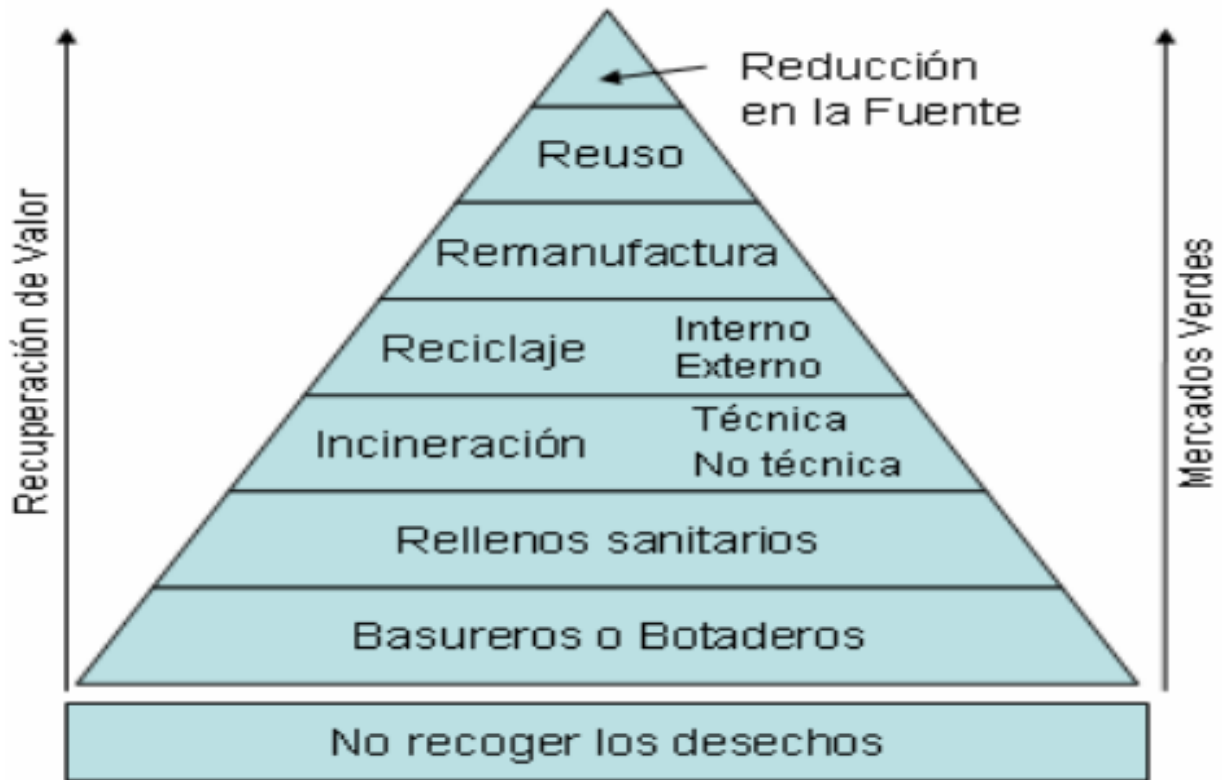 Reducción
en la Fuente
Reuso
Remanufactura
Reciclaje
Interno
Externo
Incineración
Técnica
No técnica
Rellenos sanitarios
Basureros o Botaderos
No recoger los desechos
Recuperación de Valor
Mercados Verdes